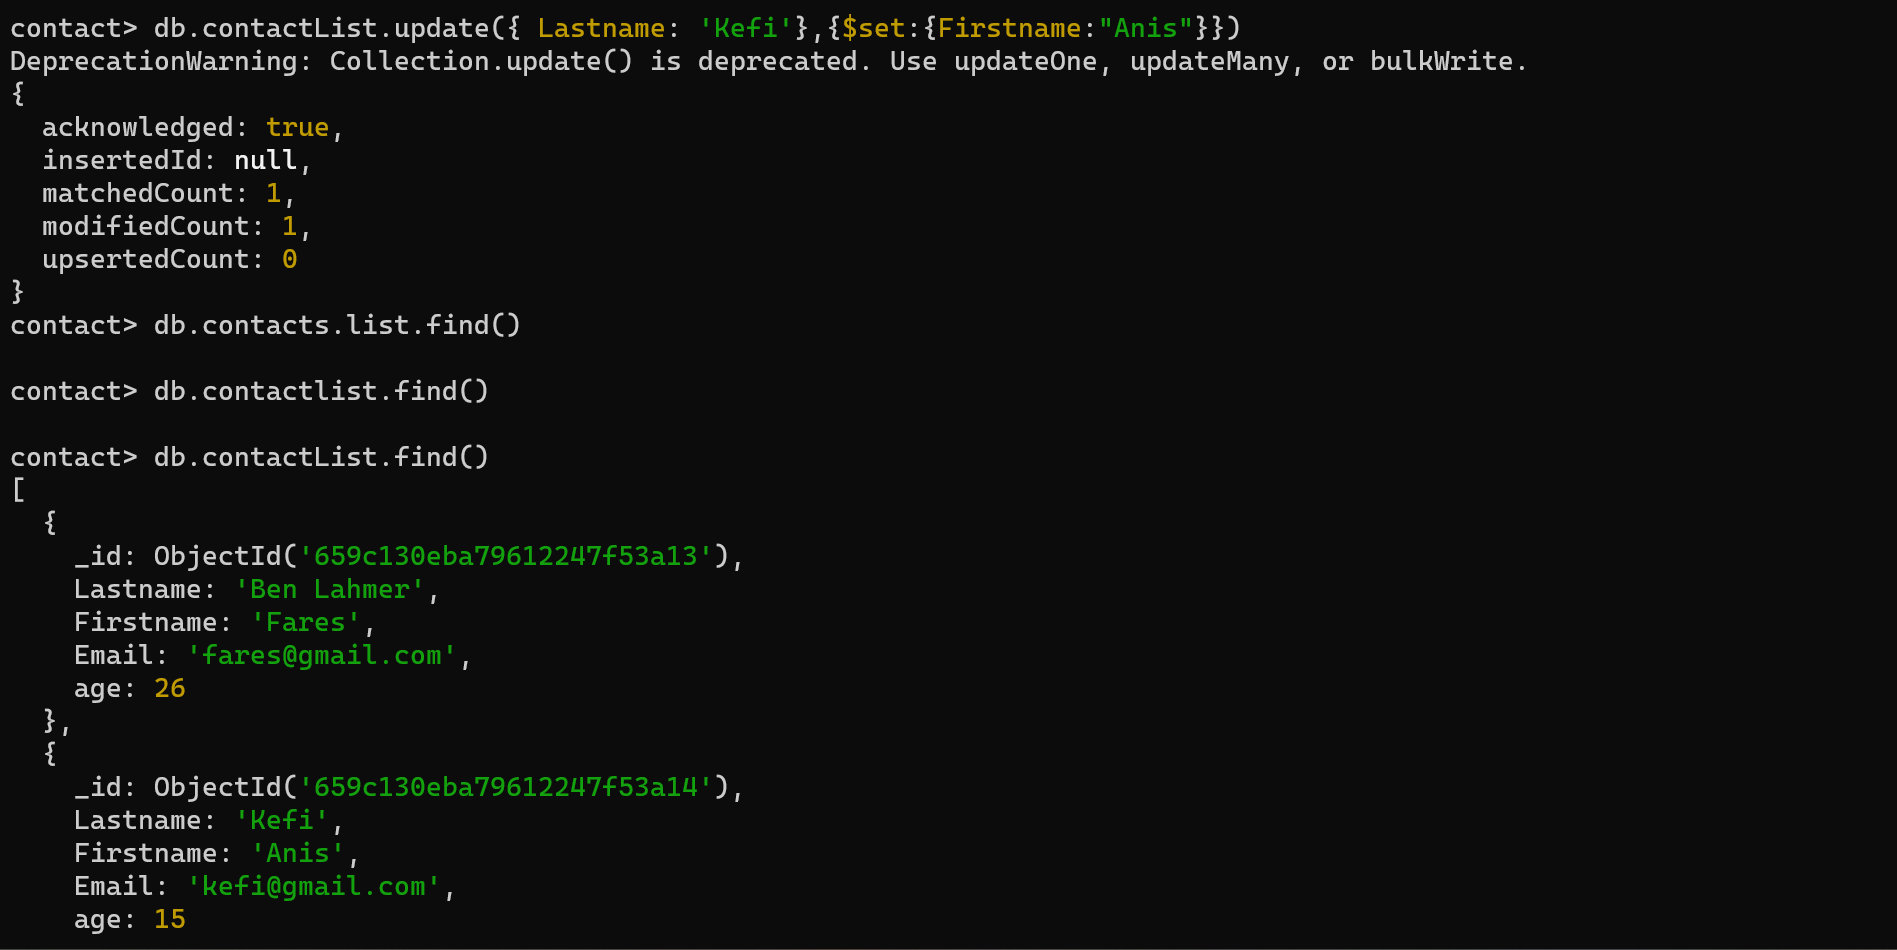 contact> db.contactList.update({ Lastname: 'Kefi'},{$set:{Firstname:"Anis"}})
DeprecationWarning: Collection.update() is deprecated. Use updateOne, updateMany, or bulkWrite.
{
  acknowledged: true,
  insertedId: null,
  matchedCount: 1,
  modifiedCount: 1,
  upsertedCount: 0
}
contact> db.contacts.list.find()

contact> db.contactlist.find()

contact> db.contactList.find()
[
  {
    _id: ObjectId('659c130eba79612247f53a13'),
    Lastname: 'Ben Lahmer',
    Firstname: 'Fares',
    Email: 'fares@gmail.com',
    age: 26
  },
  {
    _id: ObjectId('659c130eba79612247f53a14'),
    Lastname: 'Kefi',
    Firstname: 'Anis',
    Email: 'kefi@gmail.com',
    age: 15